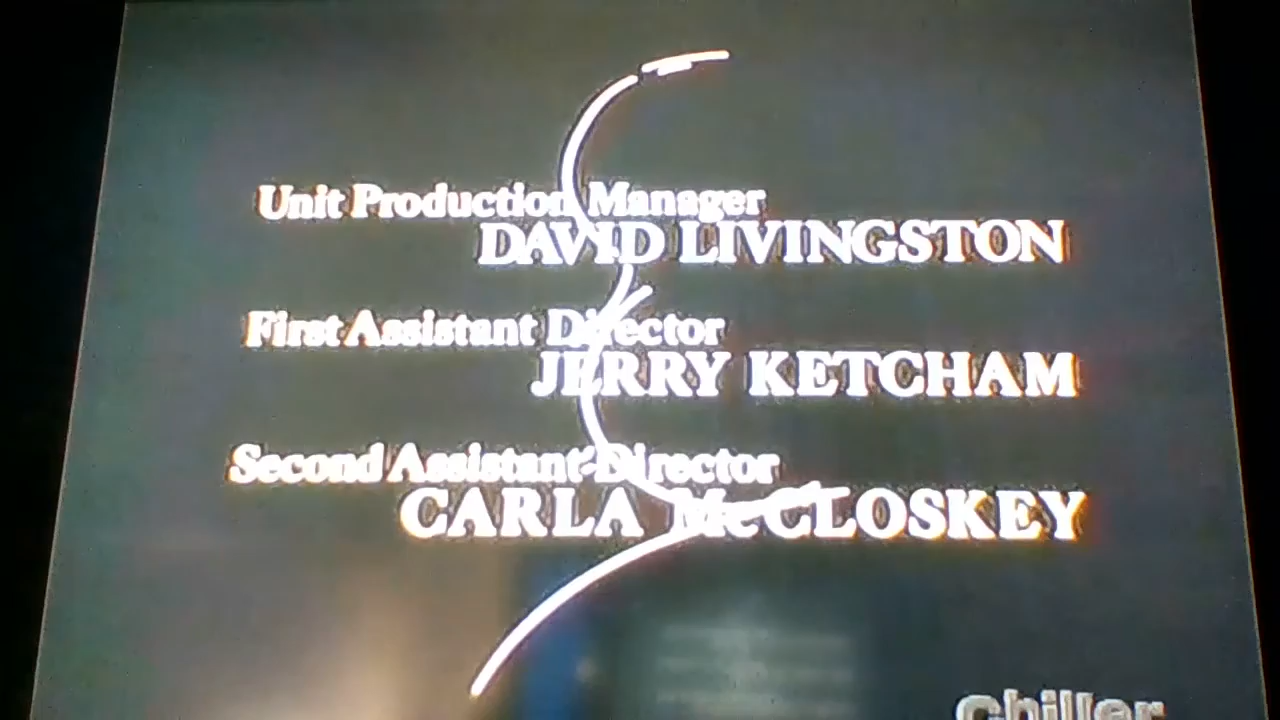 Unit Production Manager
DAVID LIVINGSTON
First Assistant Director
JERRY KETCHAM
Second Assistant Director
CARLA McCLOSKEY
Chiller